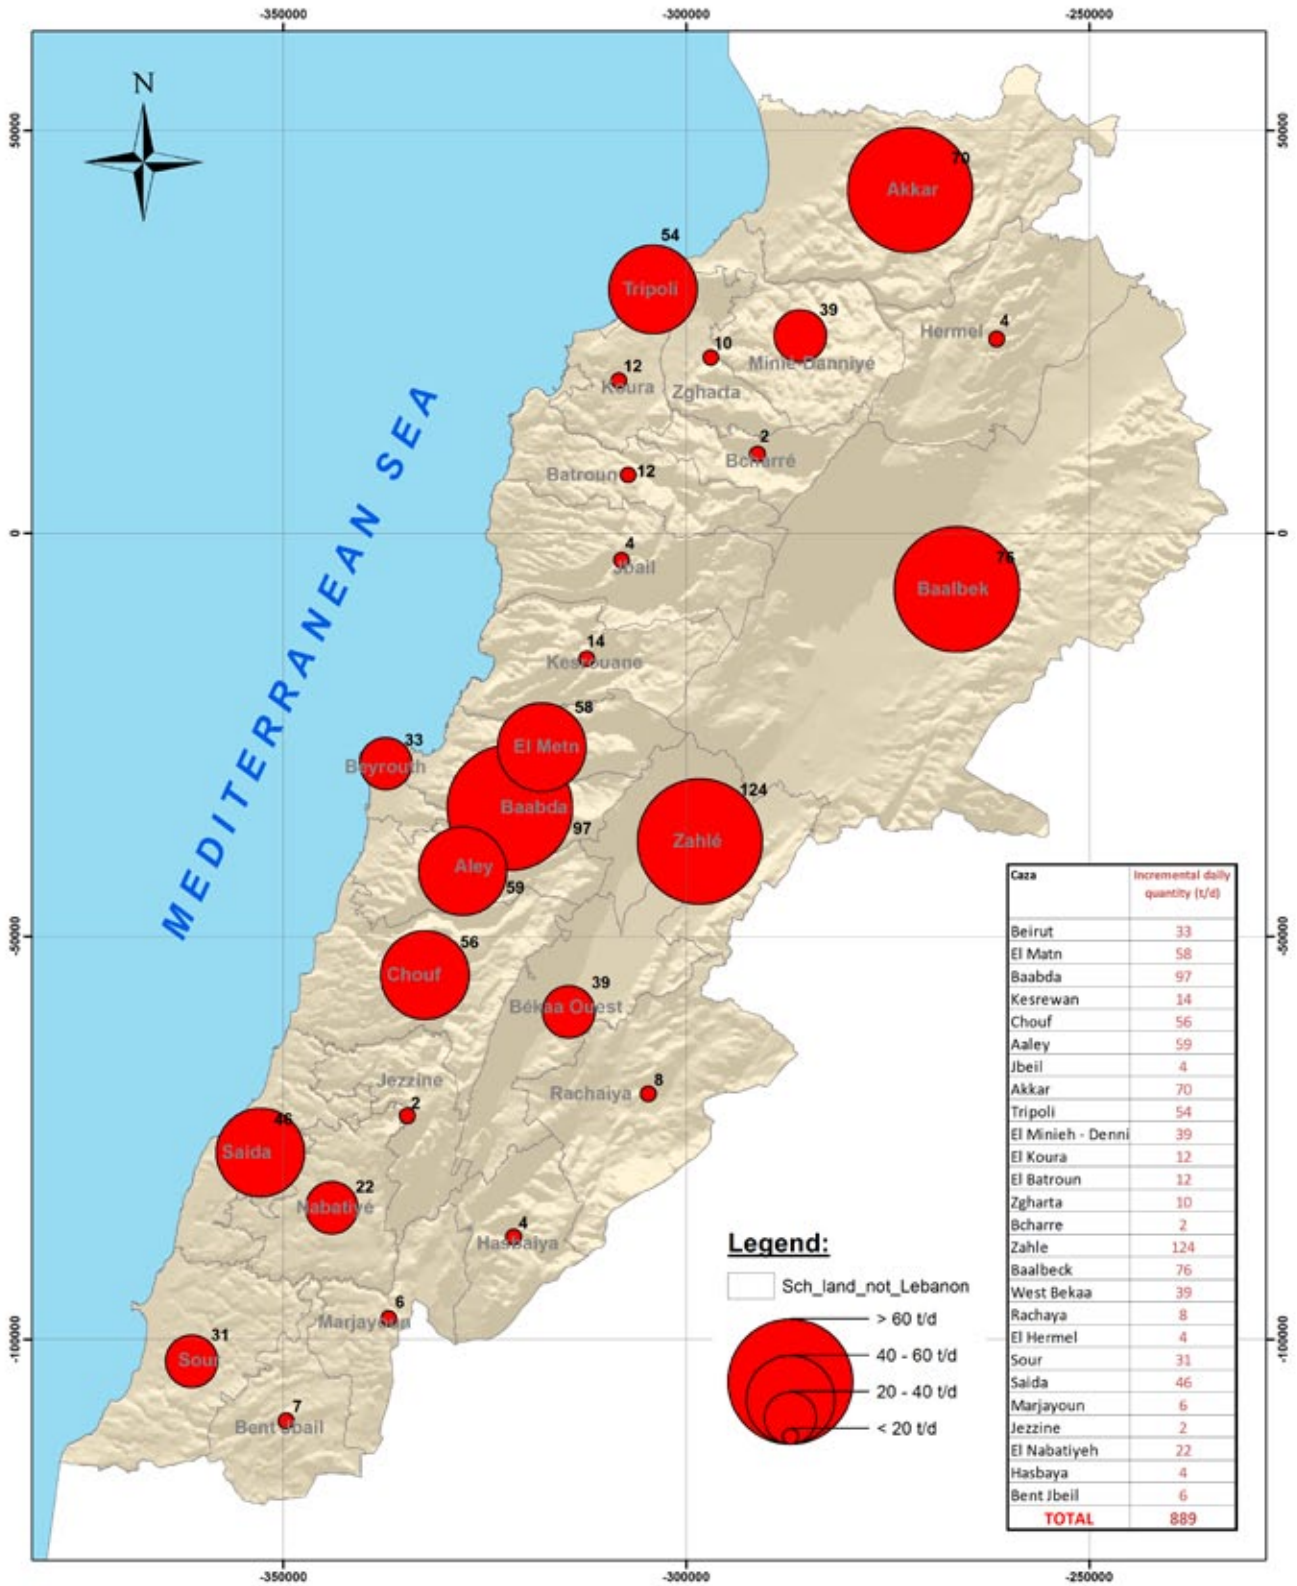 -350000 -300000 -250000
N
50000 50000
70
Akkar
54
Tripoli
39
Minié-Danniyé
Hermel 4
10
Zgharta
12
Koura
2
Bcharré
Batroun 12
0 0
4
Jbail
76
Baalbek
MEDITERRANEAN SEA
14
Kesrouane
58
El Metn
33
Beyrouth
Baabda
97
124
Zahlé
Aley
59
-50000 -50000
56
Chouf
39
Békaa Ouest
Jezzine
2
Rachaiya 8
46
Saida
22
Nabatiyé
4
Hasbaiya
6
Marjayoun
-100000 -100000
31
Sour
7
Bent Jbail
Caza Incremental daily
quantity (t/d)
Beirut 33
El Matn 58
Baabda 97
Kesrewan 14
Chouf 56
Aaley 59
Jbeil 4
Akkar 70
Tripoli 54
El Minieh - Denni 39
El Koura 12
El Batroun 12
Zgharta 10
Bcharre 2
Zahle 124
Baalbeck 76
West Bekaa 39
Rachaya 8
El Hermel 4
Sour 31
Saida 46
Marjayoun 6
Jezzine 2
El Nabatiyeh 22
Hasbaya 4
Bent Jbeil 6
TOTAL 889
Legend:
Sch_land_not_Lebanon
> 60 t/d
40 - 60 t/d
20 - 40 t/d
< 20 t/d
-350000 -300000 -250000